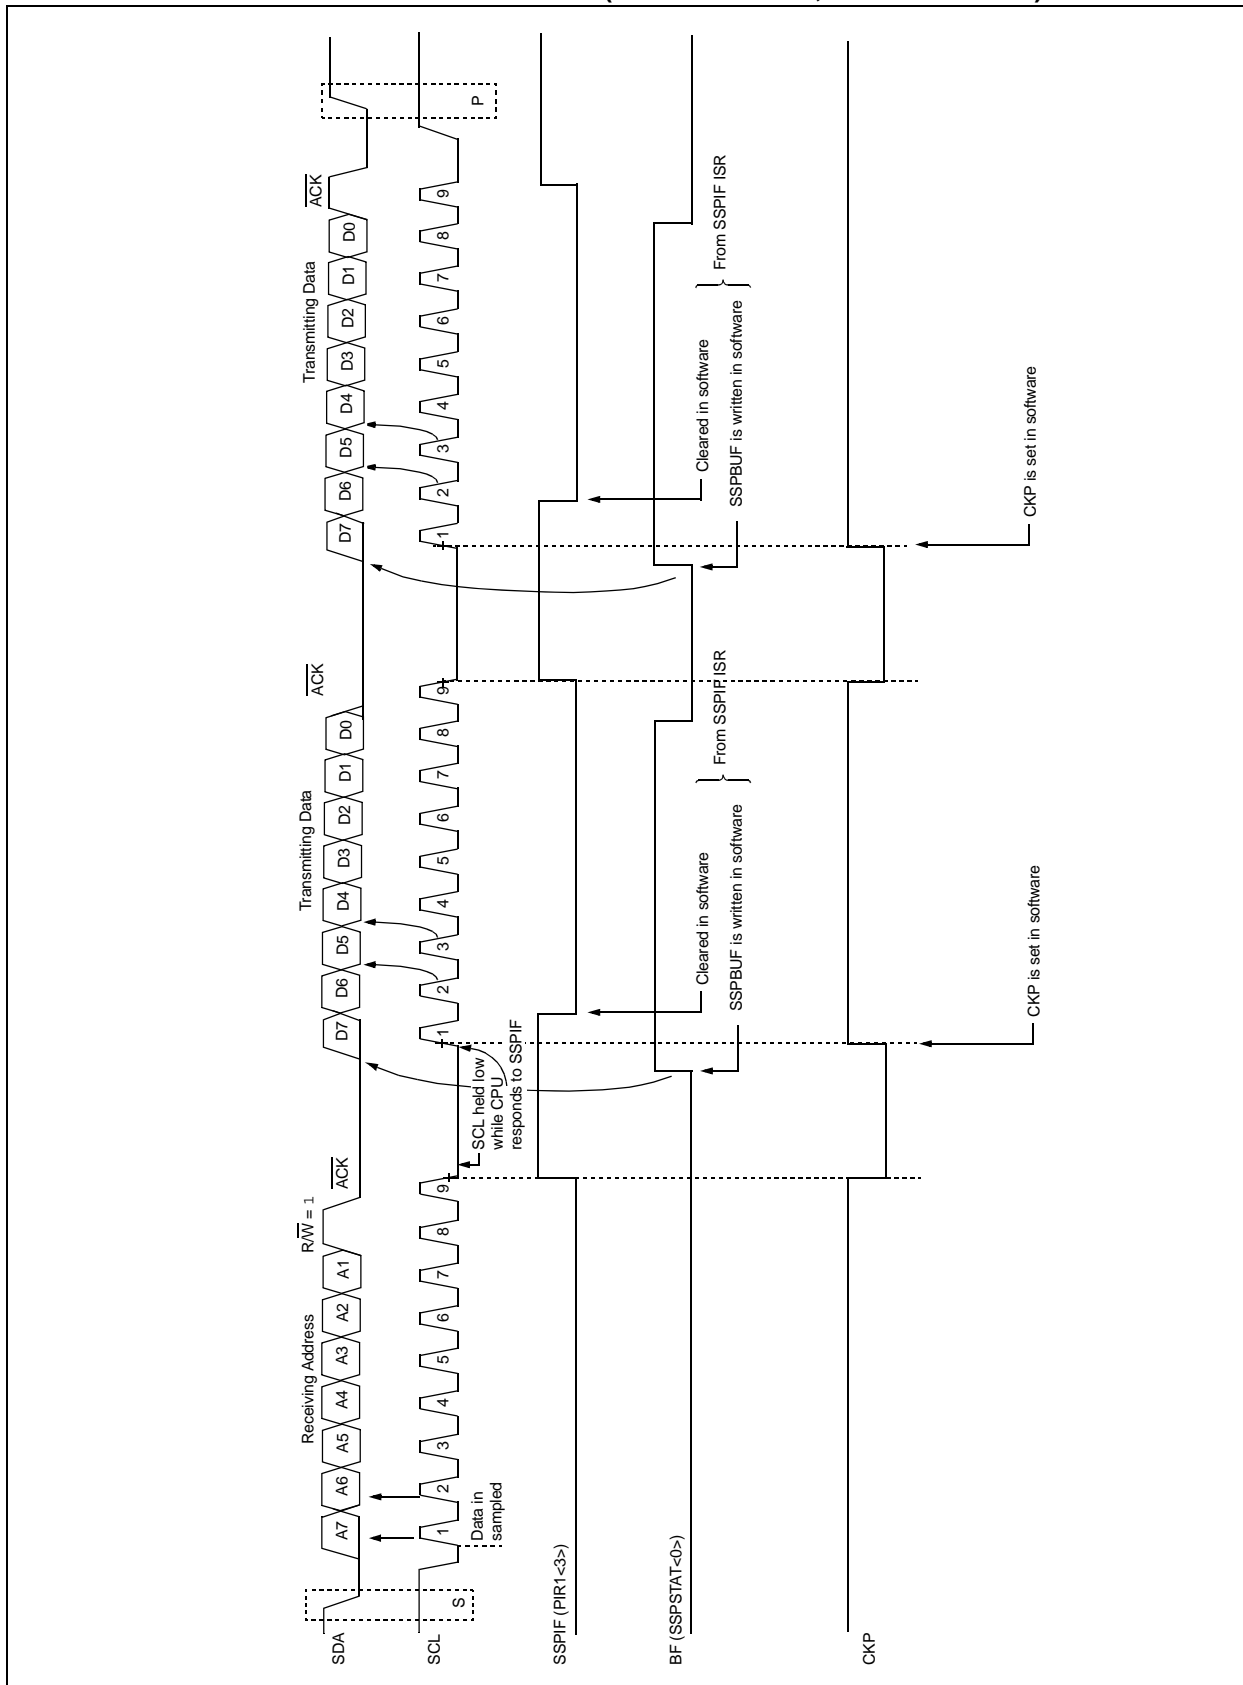 Receiving Address
R/W̅ = 1
A̅C̅K̅
Transmitting Data
A̅C̅K̅
Transmitting Data
A̅C̅K̅
SDA
A7 A6 A5 A4 A3 A2 A1
D7 D6 D5 D4 D3 D2 D1 D0
D7 D6 D5 D4 D3 D2 D1 D0
SCL
S
1 2 3 4 5 6 7 8 9
1 2 3 4 5 6 7 8 9
1 2 3 4 5 6 7 8 9
P
Data in
sampled
SCL held low
while CPU
responds to SSPIF
SSPIF (PIR1<3>)
BF (SSPSTAT<0>)
Cleared in software
From SSPIF ISR
SSPBUF is written in software
Cleared in software
From SSPIF ISR
SSPBUF is written in software
CKP
CKP is set in software
CKP is set in software